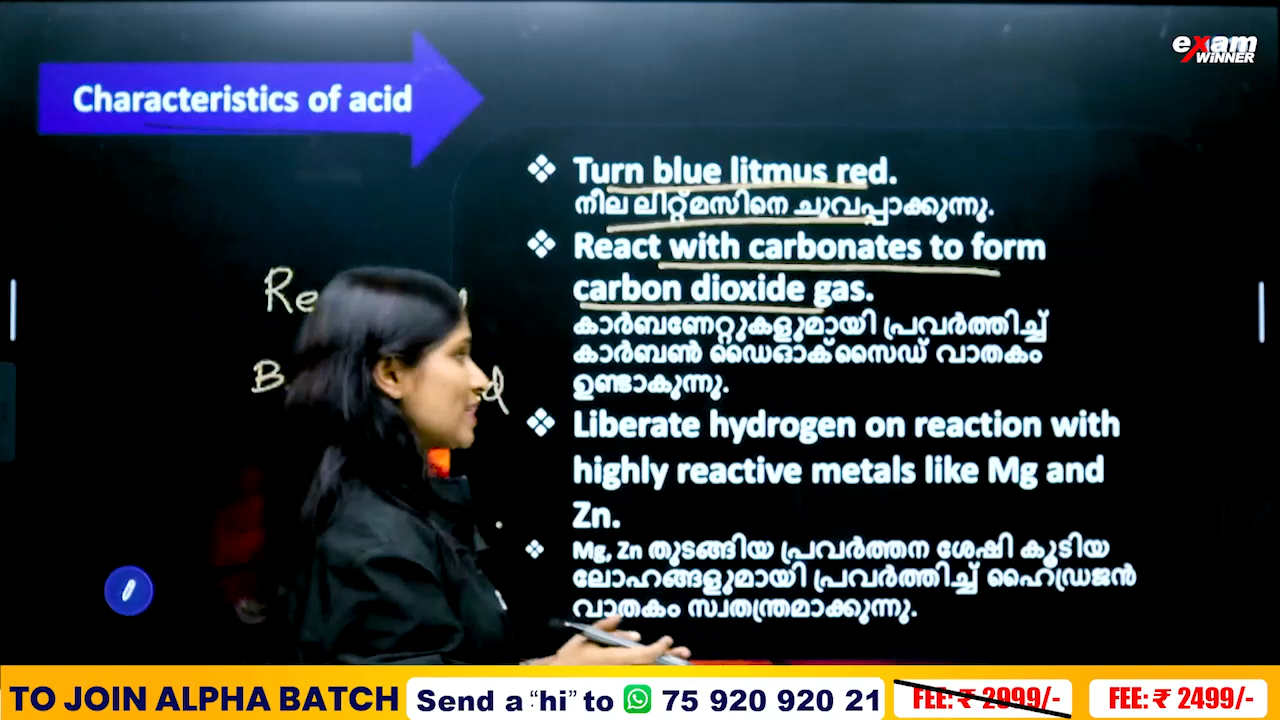 exam
WINNER
Characteristics of acid
❖ Turn blue litmus red.
നീല ലിറ്റ്മസിനെ ചുവപ്പാക്കുന്നു.
❖ React with carbonates to form
carbon dioxide gas.
കാർബണേറ്റുകളുമായി പ്രവർത്തിച്ച്
കാർബൺ ഡൈഓക്സൈഡ് വാതകം
ഉണ്ടാകുന്നു.
❖ Liberate hydrogen on reaction with
highly reactive metals like Mg and
Zn.
❖ Mg, Zn തുടങ്ങിയ പ്രവർത്തന ശേഷി കൂടിയ
ലോഹങ്ങളുമായി പ്രവർത്തിച്ച് ഹൈഡ്രജൻ
വാതകം സ്വതന്ത്രമാക്കുന്നു.
TO JOIN ALPHA BATCH
Send a “hi” to 75 920 920 21
FEE: ₹ 2999/-
FEE: ₹ 2499/-